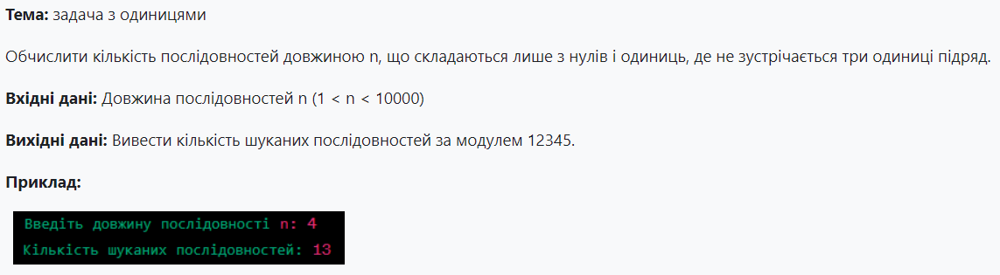 Тема: задача з одиницями
Обчислити кількість послідовностей довжиною n, що складаються лише з нулів і одиниць, де не зустрічається три одиниці підряд.
Вхідні дані: Довжина послідовностей n (1 < n < 10000)
Вихідні дані: Вивести кількість шуканих послідовностей за модулем 12345.
Приклад:
Введіть довжину послідовності n: 4
Кількість шуканих послідовностей: 13